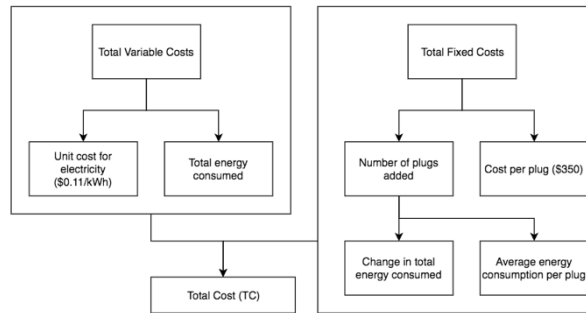 Total Variable Costs
Total Fixed Costs
Unit cost for
electricity
($0.11/kWh)
Total energy
consumed
Number of plugs
added
Cost per plug ($350)
Change in total
energy consumed
Average energy
consumption per plug
Total Cost (TC)